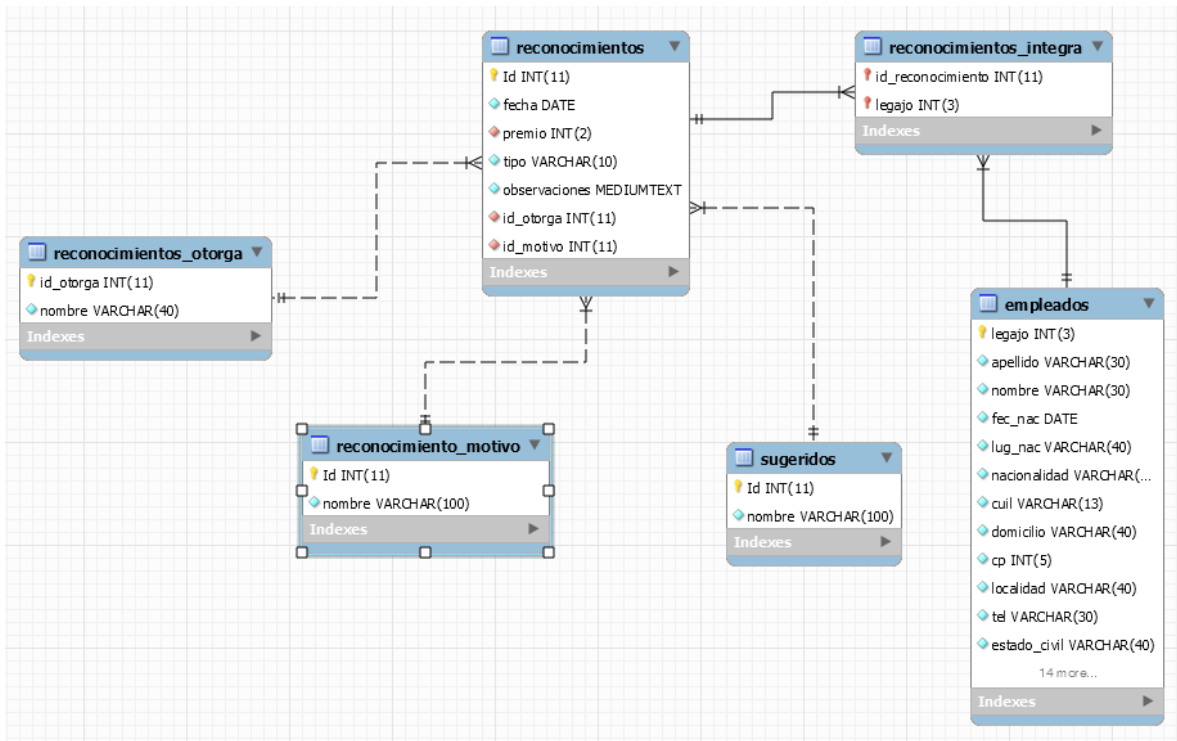 reconocimientos
Id INT(11)
fecha DATE
premio INT(2)
tipo VARCHAR(10)
observaciones MEDIUMTEXT
id_otorga INT(11)
id_motivo INT(11)
Indexes
reconocimientos_integra
id_reconocimiento INT(11)
legajo INT(3)
Indexes
reconocimientos_otorga
id_otorga INT(11)
nombre VARCHAR(40)
Indexes
reconocimiento_motivo
Id INT(11)
nombre VARCHAR(100)
Indexes
sugeridos
Id INT(11)
nombre VARCHAR(100)
Indexes
empleados
legajo INT(3)
apellido VARCHAR(30)
nombre VARCHAR(30)
fec_nac DATE
lug_nac VARCHAR(40)
nacionalidad VARCHAR(...
cuil VARCHAR(13)
domicilio VARCHAR(40)
cp INT(5)
localidad VARCHAR(40)
tel VARCHAR(30)
estado_civil VARCHAR(40)
14 more...
Indexes